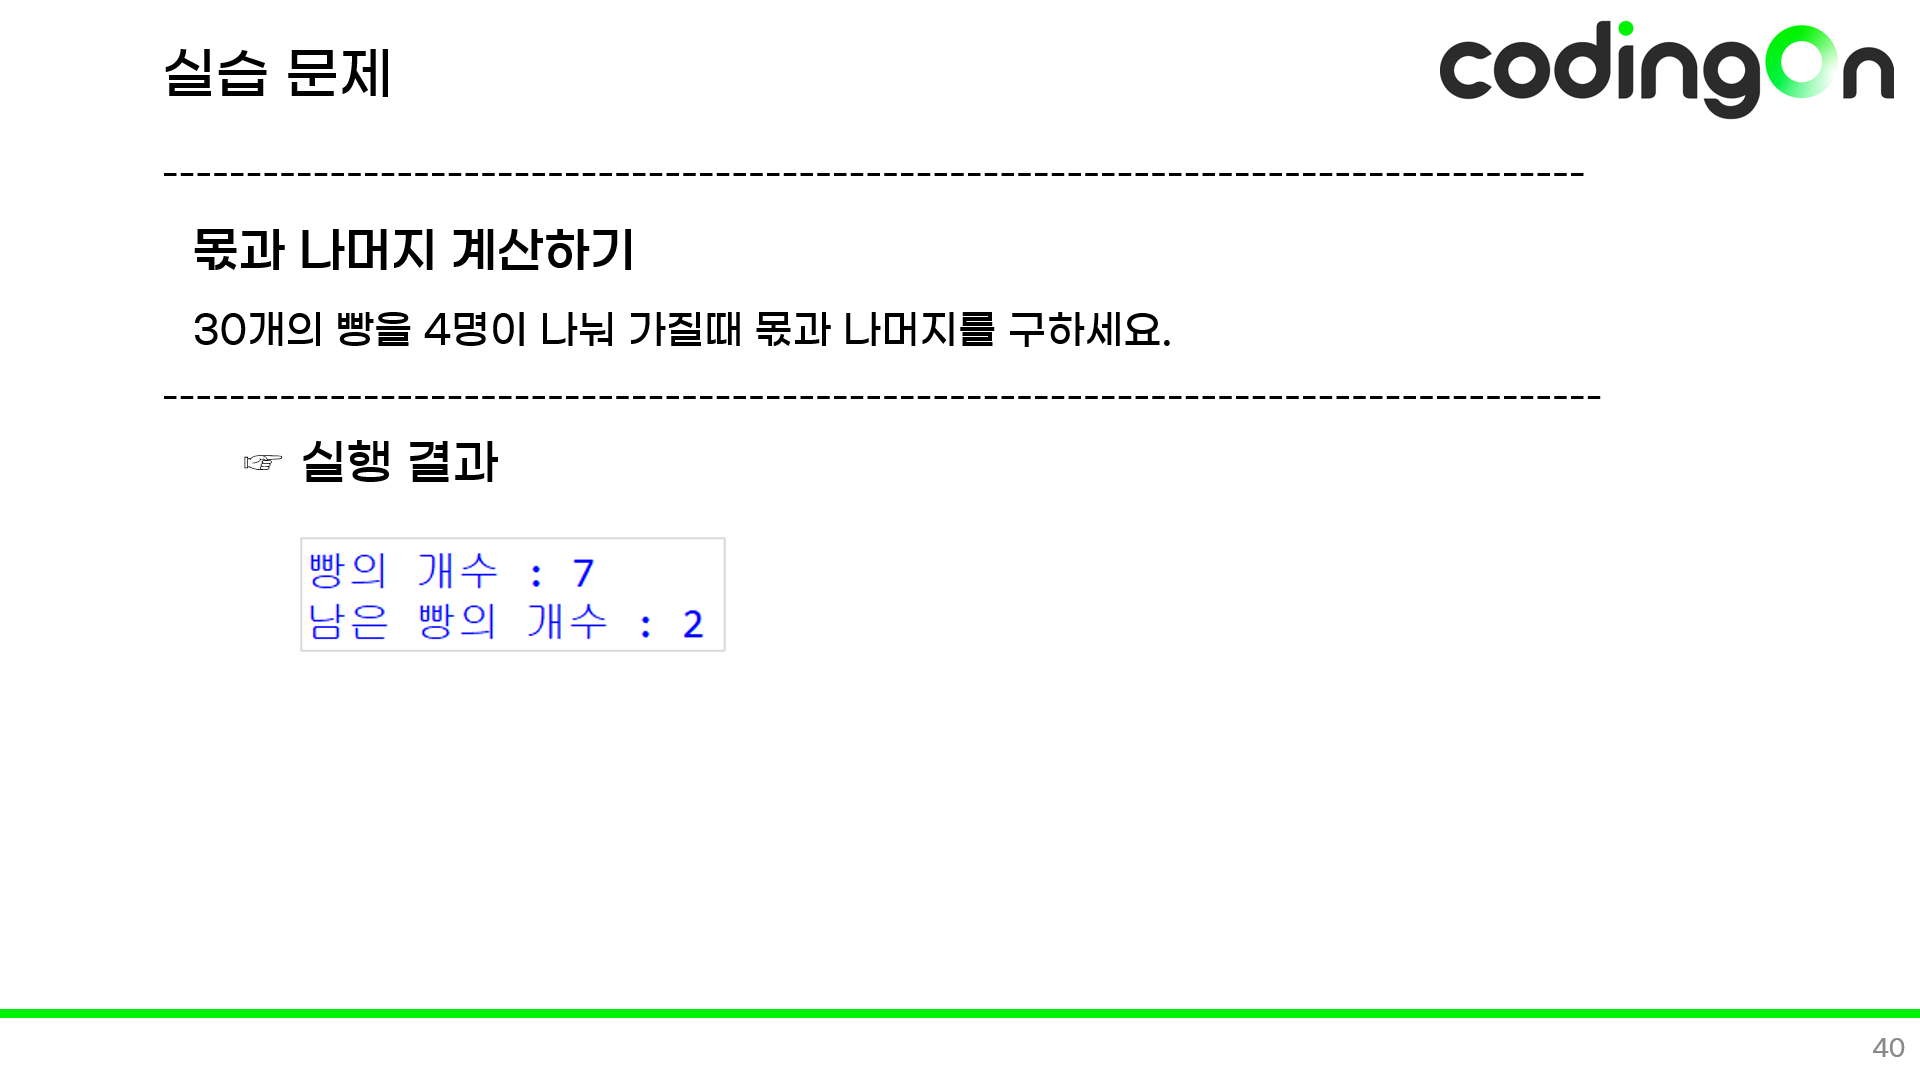 실습 문제
codingOn
몫과 나머지 계산하기
30개의 빵을 4명이 나눠 가질때 몫과 나머지를 구하세요.
☞ 실행 결과
빵의 개수 : 7
남은 빵의 개수 : 2
40